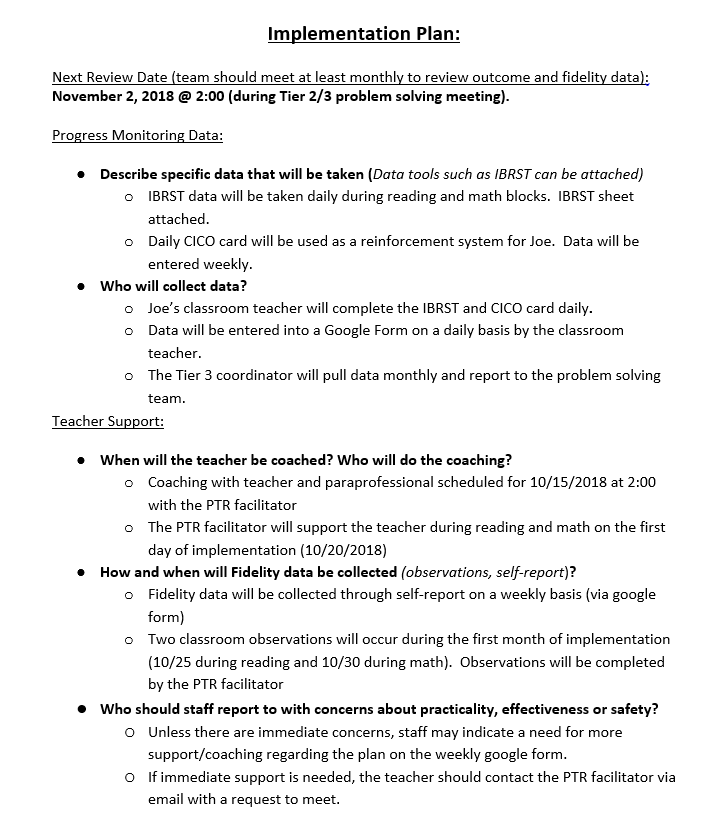 Implementation Plan:
Next Review Date (team should meet at least monthly to review outcome and fidelity data):
November 2, 2018 @ 2:00 (during Tier 2/3 problem solving meeting).
Progress Monitoring Data:
● Describe specific data that will be taken (Data tools such as IBRST can be attached)
o IBRST data will be taken daily during reading and math blocks. IBRST sheet
attached.
o Daily CICO card will be used as a reinforcement system for Joe. Data will be
entered weekly.
● Who will collect data?
o Joe's classroom teacher will complete the IBRST and CICO card daily.
o Data will be entered into a Google Form on a daily basis by the classroom
teacher.
o The Tier 3 coordinator will pull data monthly and report to the problem solving
team.
Teacher Support:
● When will the teacher be coached? Who will do the coaching?
o Coaching with teacher and paraprofessional scheduled for 10/15/2018 at 2:00
with the PTR facilitator
o The PTR facilitator will support the teacher during reading and math on the first
day of implementation (10/20/2018)
● How and when will Fidelity data be collected (observations, self-report)?
o Fidelity data will be collected through self-report on a weekly basis (via google
form)
o Two classroom observations will occur during the first month of implementation
(10/25 during reading and 10/30 during math). Observations will be completed
by the PTR facilitator
● Who should staff report to with concerns about practicality, effectiveness or safety?
o Unless there are immediate concerns, staff may indicate a need for more
support/coaching regarding the plan on the weekly google form.
o If immediate support is needed, the teacher should contact the PTR facilitator via
email with a request to meet.